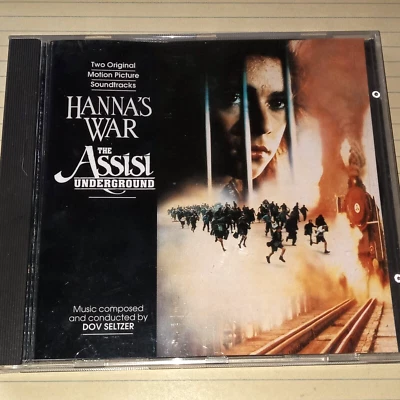 Two Original
Motion Picture
Soundtracks
HANNA'S
WAR
THE
Assisi
UNDERGROUND
Music composed
and conducted by
DOV SELTZER